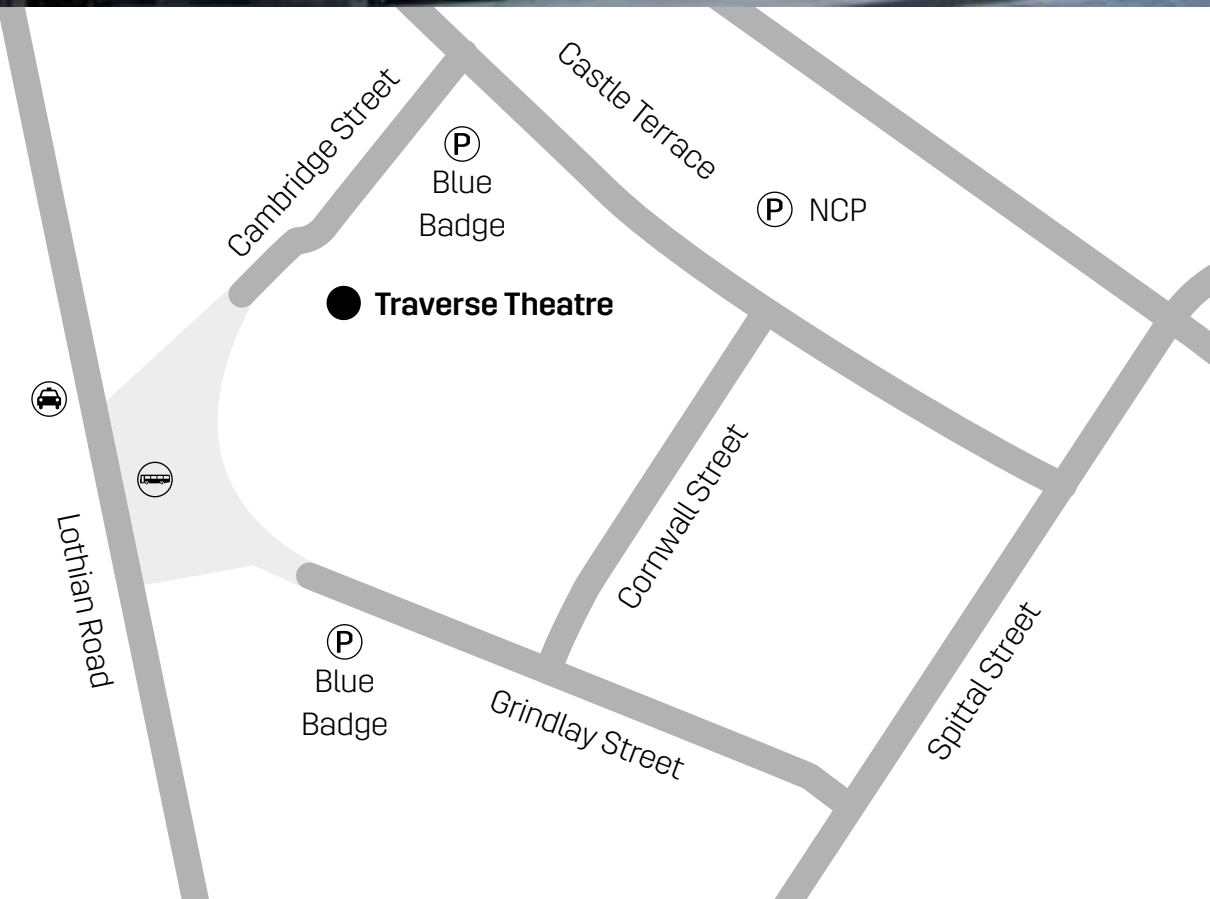 Castle Terrace
Cambridge Street
P
Blue
Badge
P NCP
Traverse Theatre
Cornwall Street
Lothian Road
P
Blue
Badge
Grindlay Street
Spittal Street